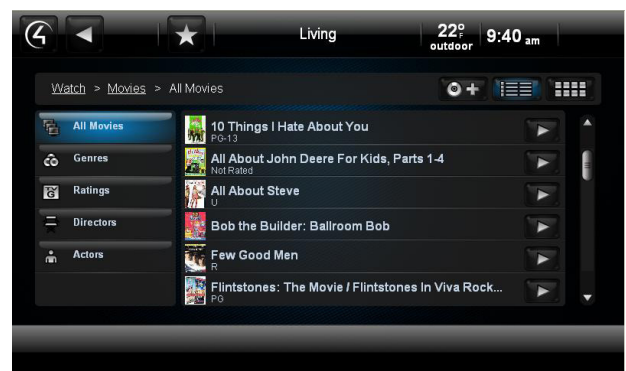 Living
22°F
outdoor
9:40 am
Watch > Movies > All Movies
All Movies
Genres
Ratings
Directors
Actors
10 Things I Hate About You
PG-13
All About John Deere For Kids, Parts 1-4
Not Rated
All About Steve
U
Bob the Builder: Ballroom Bob
Few Good Men
R
Flintstones: The Movie / Flintstones In Viva Rock...
PG